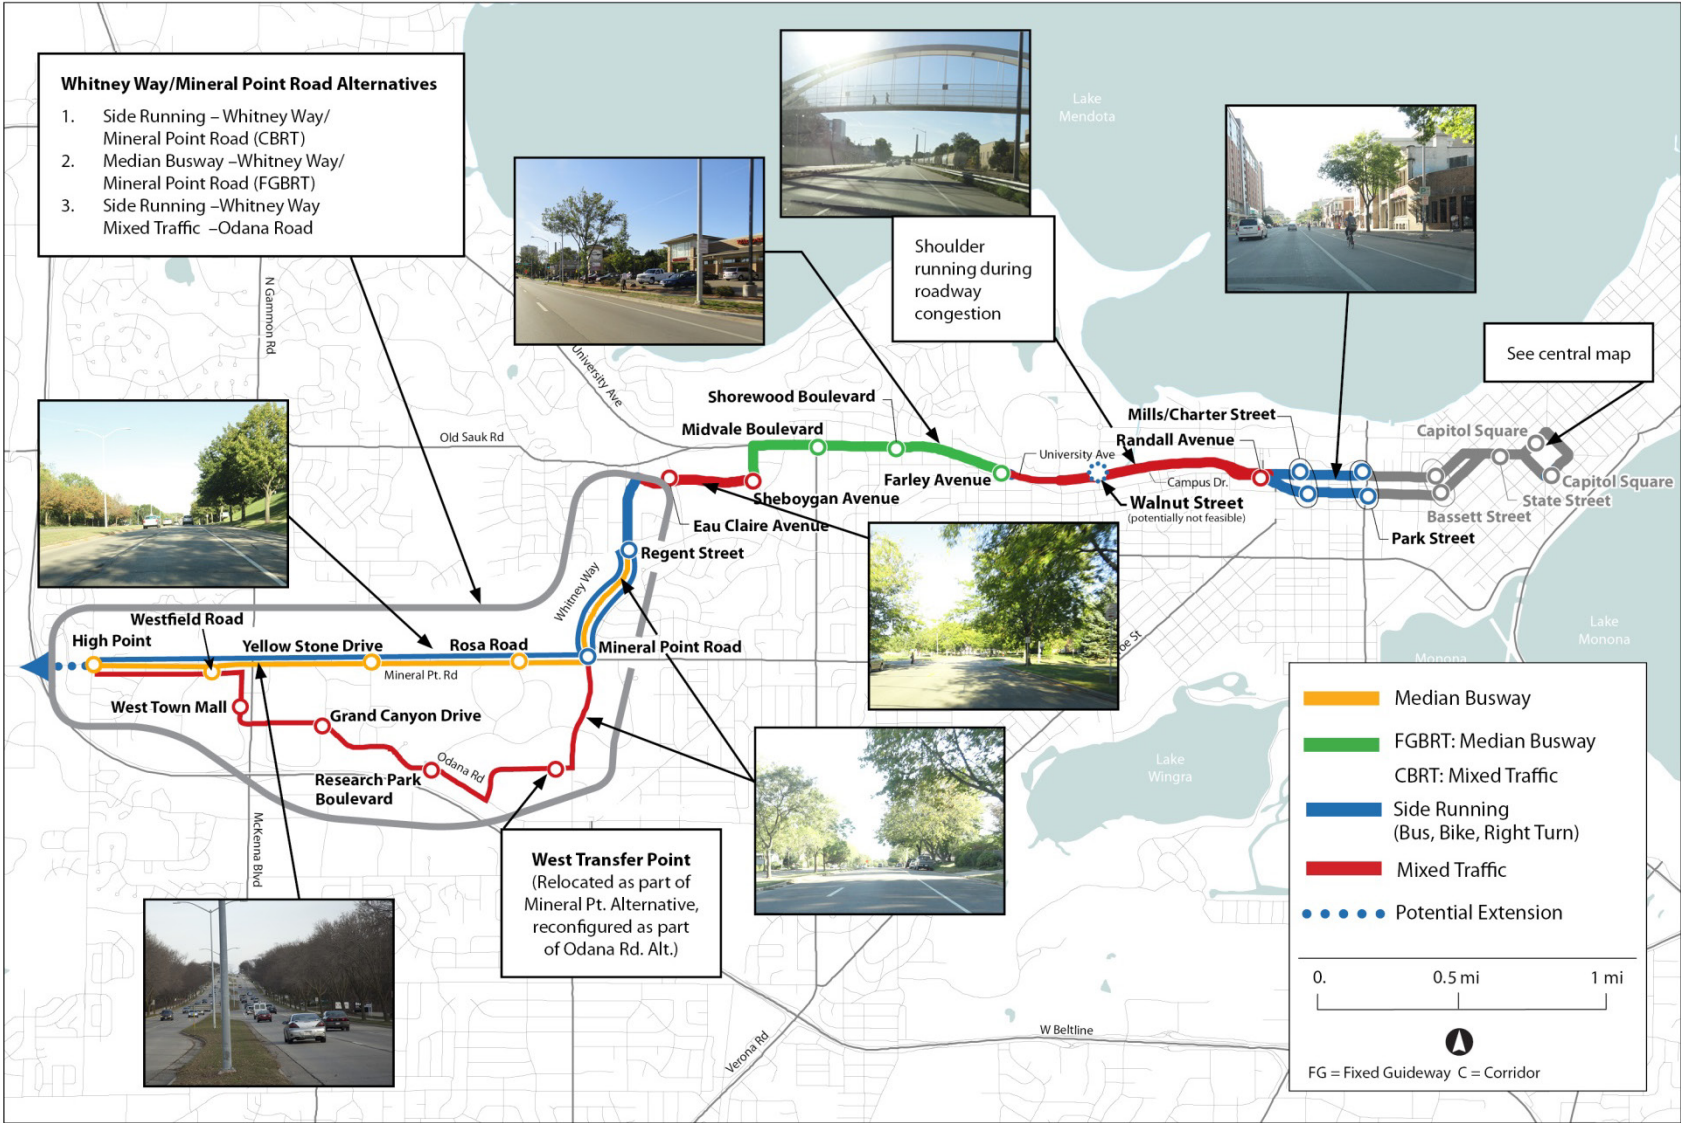 Whitney Way/Mineral Point Road Alternatives
1. Side Running – Whitney Way/
Mineral Point Road (CBRT)
2. Median Busway –Whitney Way/
Mineral Point Road (FGBRT)
3. Side Running –Whitney Way
Mixed Traffic –Odana Road
Lake
Mendota
Shoulder
running during
roadway
congestion
See central map
N Gammon Rd
University Ave
Old Sauk Rd
Shorewood Boulevard
Midvale Boulevard
Mills/Charter Street
Randall Avenue
Capitol Square
University Ave
Farley Avenue
Campus Dr.
Sheboygan Avenue
Walnut Street
(potentially not feasible)
Capitol Square
State Street
Bassett Street
Park Street
Eau Claire Avenue
Regent Street
Whitney Way
Westfield Road
High Point
Yellow Stone Drive
Rosa Road
Mineral Point Road
Mineral Pt. Rd
West Town Mall
Grand Canyon Drive
Odana Rd
Research Park
Boulevard
McKenna Blvd
West Transfer Point
(Relocated as part of
Mineral Pt. Alternative,
reconfigured as part
of Odana Rd. Alt.)
oe St
Lake
Wingra
Lake
Monona
Monona
Median Busway
FGBRT: Median Busway
CBRT: Mixed Traffic
Side Running
(Bus, Bike, Right Turn)
Mixed Traffic
Potential Extension
0. 0.5 mi 1 mi
FG = Fixed Guideway C = Corridor
Verona Rd
W Beltline